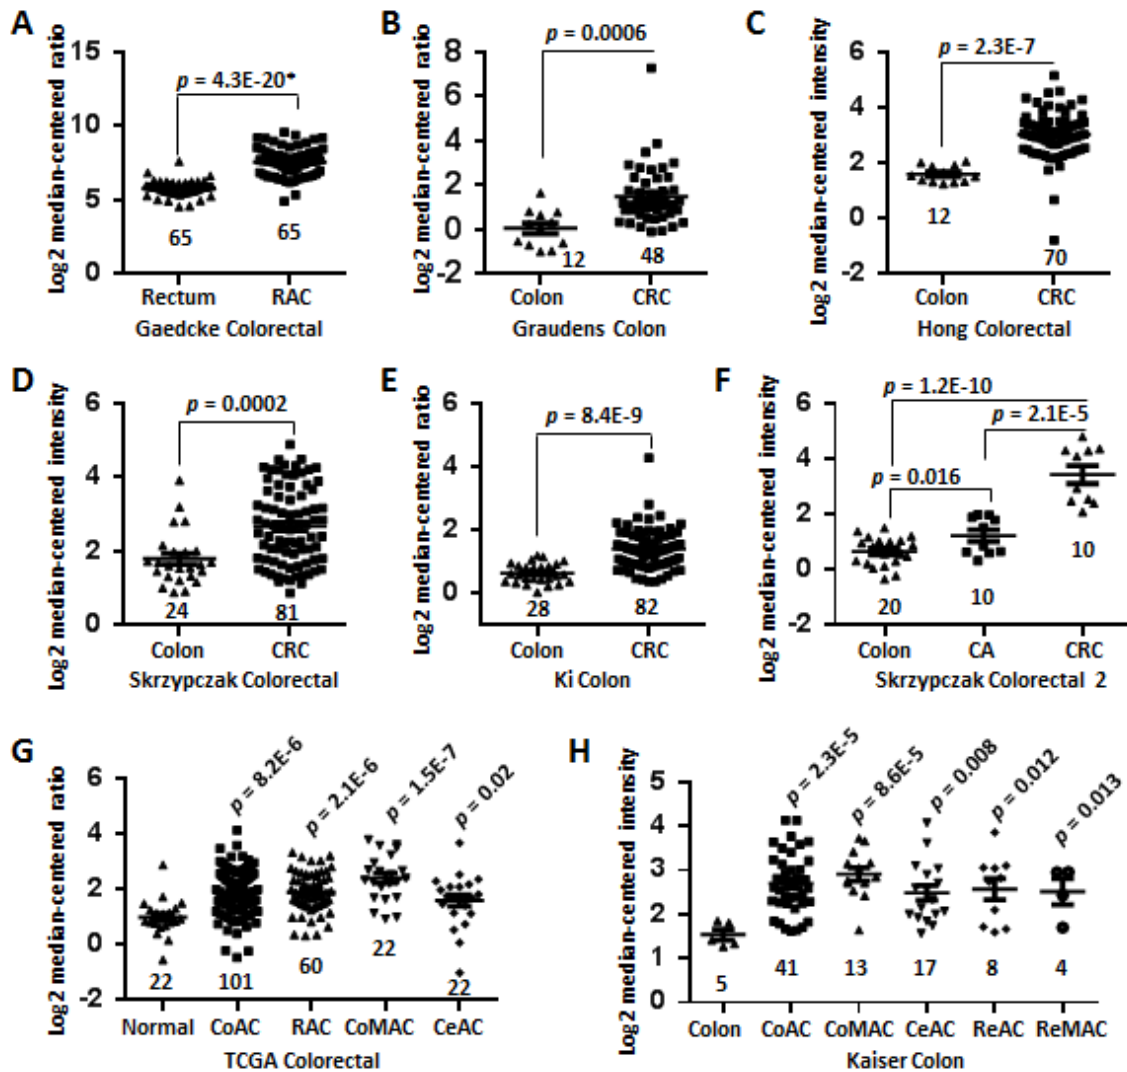 A
Log2 median-centered ratio
15
10
5
0
p = 4.3E-20*
65
65
Rectum
RAC
Gaedcke Colorectal
B
Log2 median-centered ratio
8
6
4
2
0
-2
p = 0.0006
12
48
Colon
CRC
Graudens Colon
C
Log2 median-centered intensity
6
4
2
0
-2
p = 2.3E-7
12
70
Colon
CRC
Hong Colorectal
D
Log2 median-centered intensity
6
4
2
0
p = 0.0002
24
81
Colon
CRC
Skrzypczak Colorectal
E
Log2 median-centered ratio
6
4
2
0
p = 8.4E-9
28
82
Colon
CRC
Ki Colon
F
Log2 median-centered intensity
6
4
2
0
-2
p = 1.2E-10
p = 2.1E-5
p = 0.016
20
10
10
Colon
CA
CRC
Skrzypczak Colorectal 2
G
Log2 median-centered ratio
6
4
2
0
-2
p = 8.2E-6
p = 2.1E-6
p = 1.5E-7
p = 0.02
22
101
60
22
22
Normal
CoAC
RAC
CoMAC
CeAC
TCGA Colorectal
H
Log2 median-centered intensity
5
4
3
2
1
0
p = 2.3E-5
p = 8.6E-5
p = 0.008
p = 0.012
p = 0.013
5
41
13
17
8
4
Colon
CoAC
CoMAC
CeAC
ReAC
ReMAC
Kaiser Colon